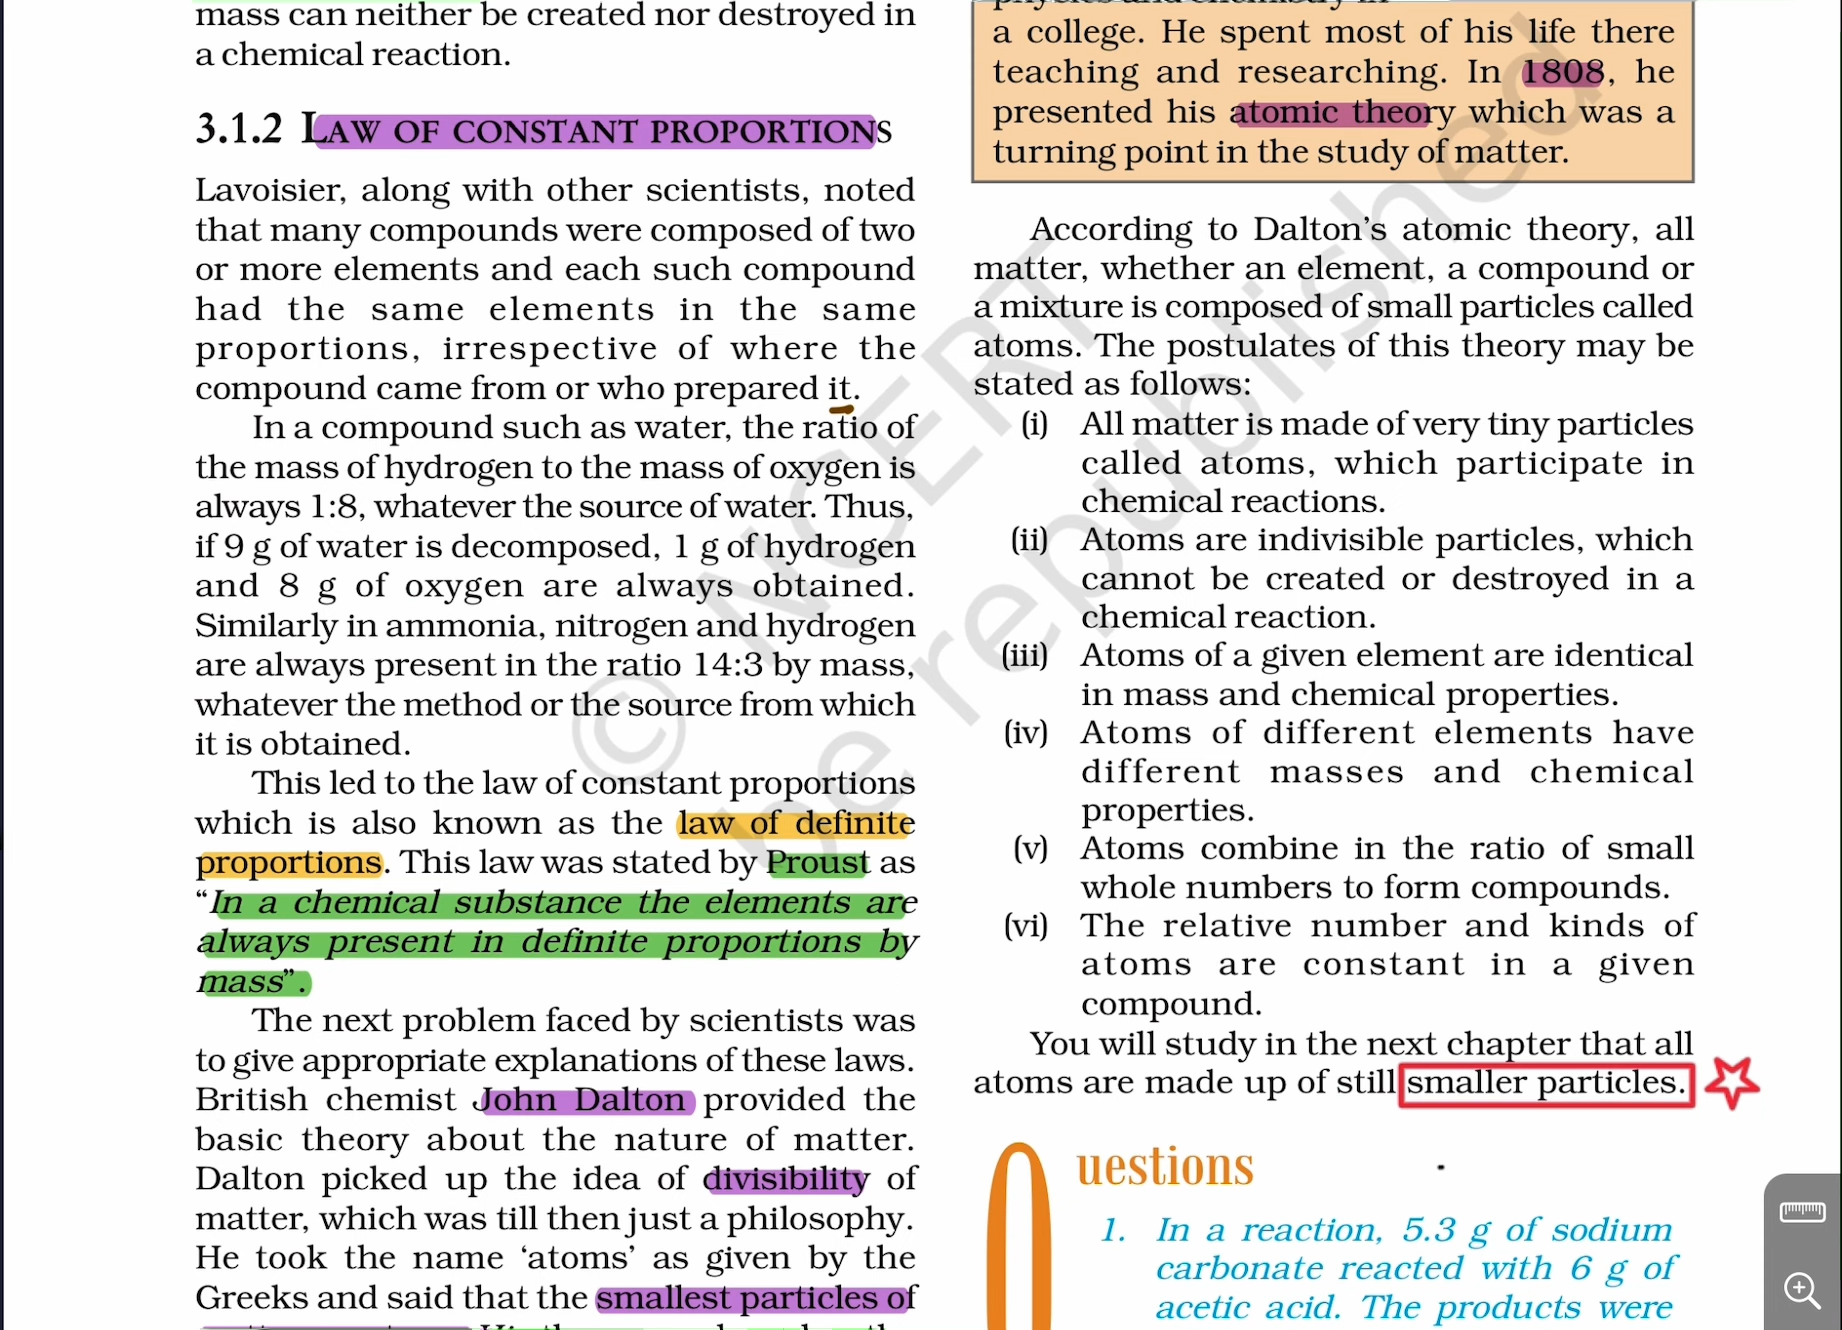 mass can neither be created nor destroyed in
a chemical reaction.
3.1.2 LAW OF CONSTANT PROPORTIONS
Lavoisier, along with other scientists, noted
that many compounds were composed of two
or more elements and each such compound
had the same elements in the same
proportions, irrespective of where the
compound came from or who prepared it.
In a compound such as water, the ratio of
the mass of hydrogen to the mass of oxygen is
always 1:8, whatever the source of water. Thus,
if 9 g of water is decomposed, 1 g of hydrogen
and 8 g of oxygen are always obtained.
Similarly in ammonia, nitrogen and hydrogen
are always present in the ratio 14:3 by mass,
whatever the method or the source from which
it is obtained.
This led to the law of constant proportions
which is also known as the law of definite
proportions. This law was stated by Proust as
“In a chemical substance the elements are
always present in definite proportions by
mass”.
The next problem faced by scientists was
to give appropriate explanations of these laws.
British chemist John Dalton provided the
basic theory about the nature of matter.
Dalton picked up the idea of divisibility of
matter, which was till then just a philosophy.
He took the name ‘atoms’ as given by the
Greeks and said that the smallest particles of
physics and chemistry in
a college. He spent most of his life there
teaching and researching. In 1808, he
presented his atomic theory which was a
turning point in the study of matter.
According to Dalton’s atomic theory, all
matter, whether an element, a compound or
a mixture is composed of small particles called
atoms. The postulates of this theory may be
stated as follows:
(i) All matter is made of very tiny particles
called atoms, which participate in
chemical reactions.
(ii) Atoms are indivisible particles, which
cannot be created or destroyed in a
chemical reaction.
(iii) Atoms of a given element are identical
in mass and chemical properties.
(iv) Atoms of different elements have
different masses and chemical
properties.
(v) Atoms combine in the ratio of small
whole numbers to form compounds.
(vi) The relative number and kinds of
atoms are constant in a given
compound.
You will study in the next chapter that all
atoms are made up of still smaller particles.
Questions
1. In a reaction, 5.3 g of sodium
carbonate reacted with 6 g of
acetic acid. The products were
© NCERT
be republished